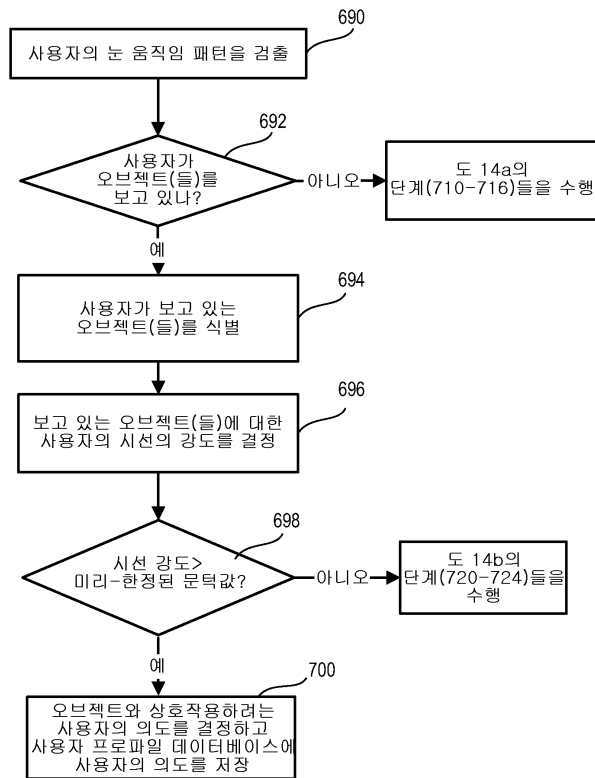 690
사용자의 눈 움직임 패턴을 검출
692
사용자가
오브젝트(들)를
보고 있나?
아니오
도 14a의
단계(710-716)들을 수행
예
694
사용자가 보고 있는
오브젝트(들)를 식별
696
보고 있는 오브젝트(들)에 대한
사용자의 시선의 강도를 결정
698
시선 강도>
미리-한정된 문턱값?
아니오
도 14b의
단계(720-724)들을
수행
예
700
오브젝트와 상호작용하려는
사용자의 의도를 결정하고
사용자 프로파일 데이터베이스에
사용자의 의도를 저장